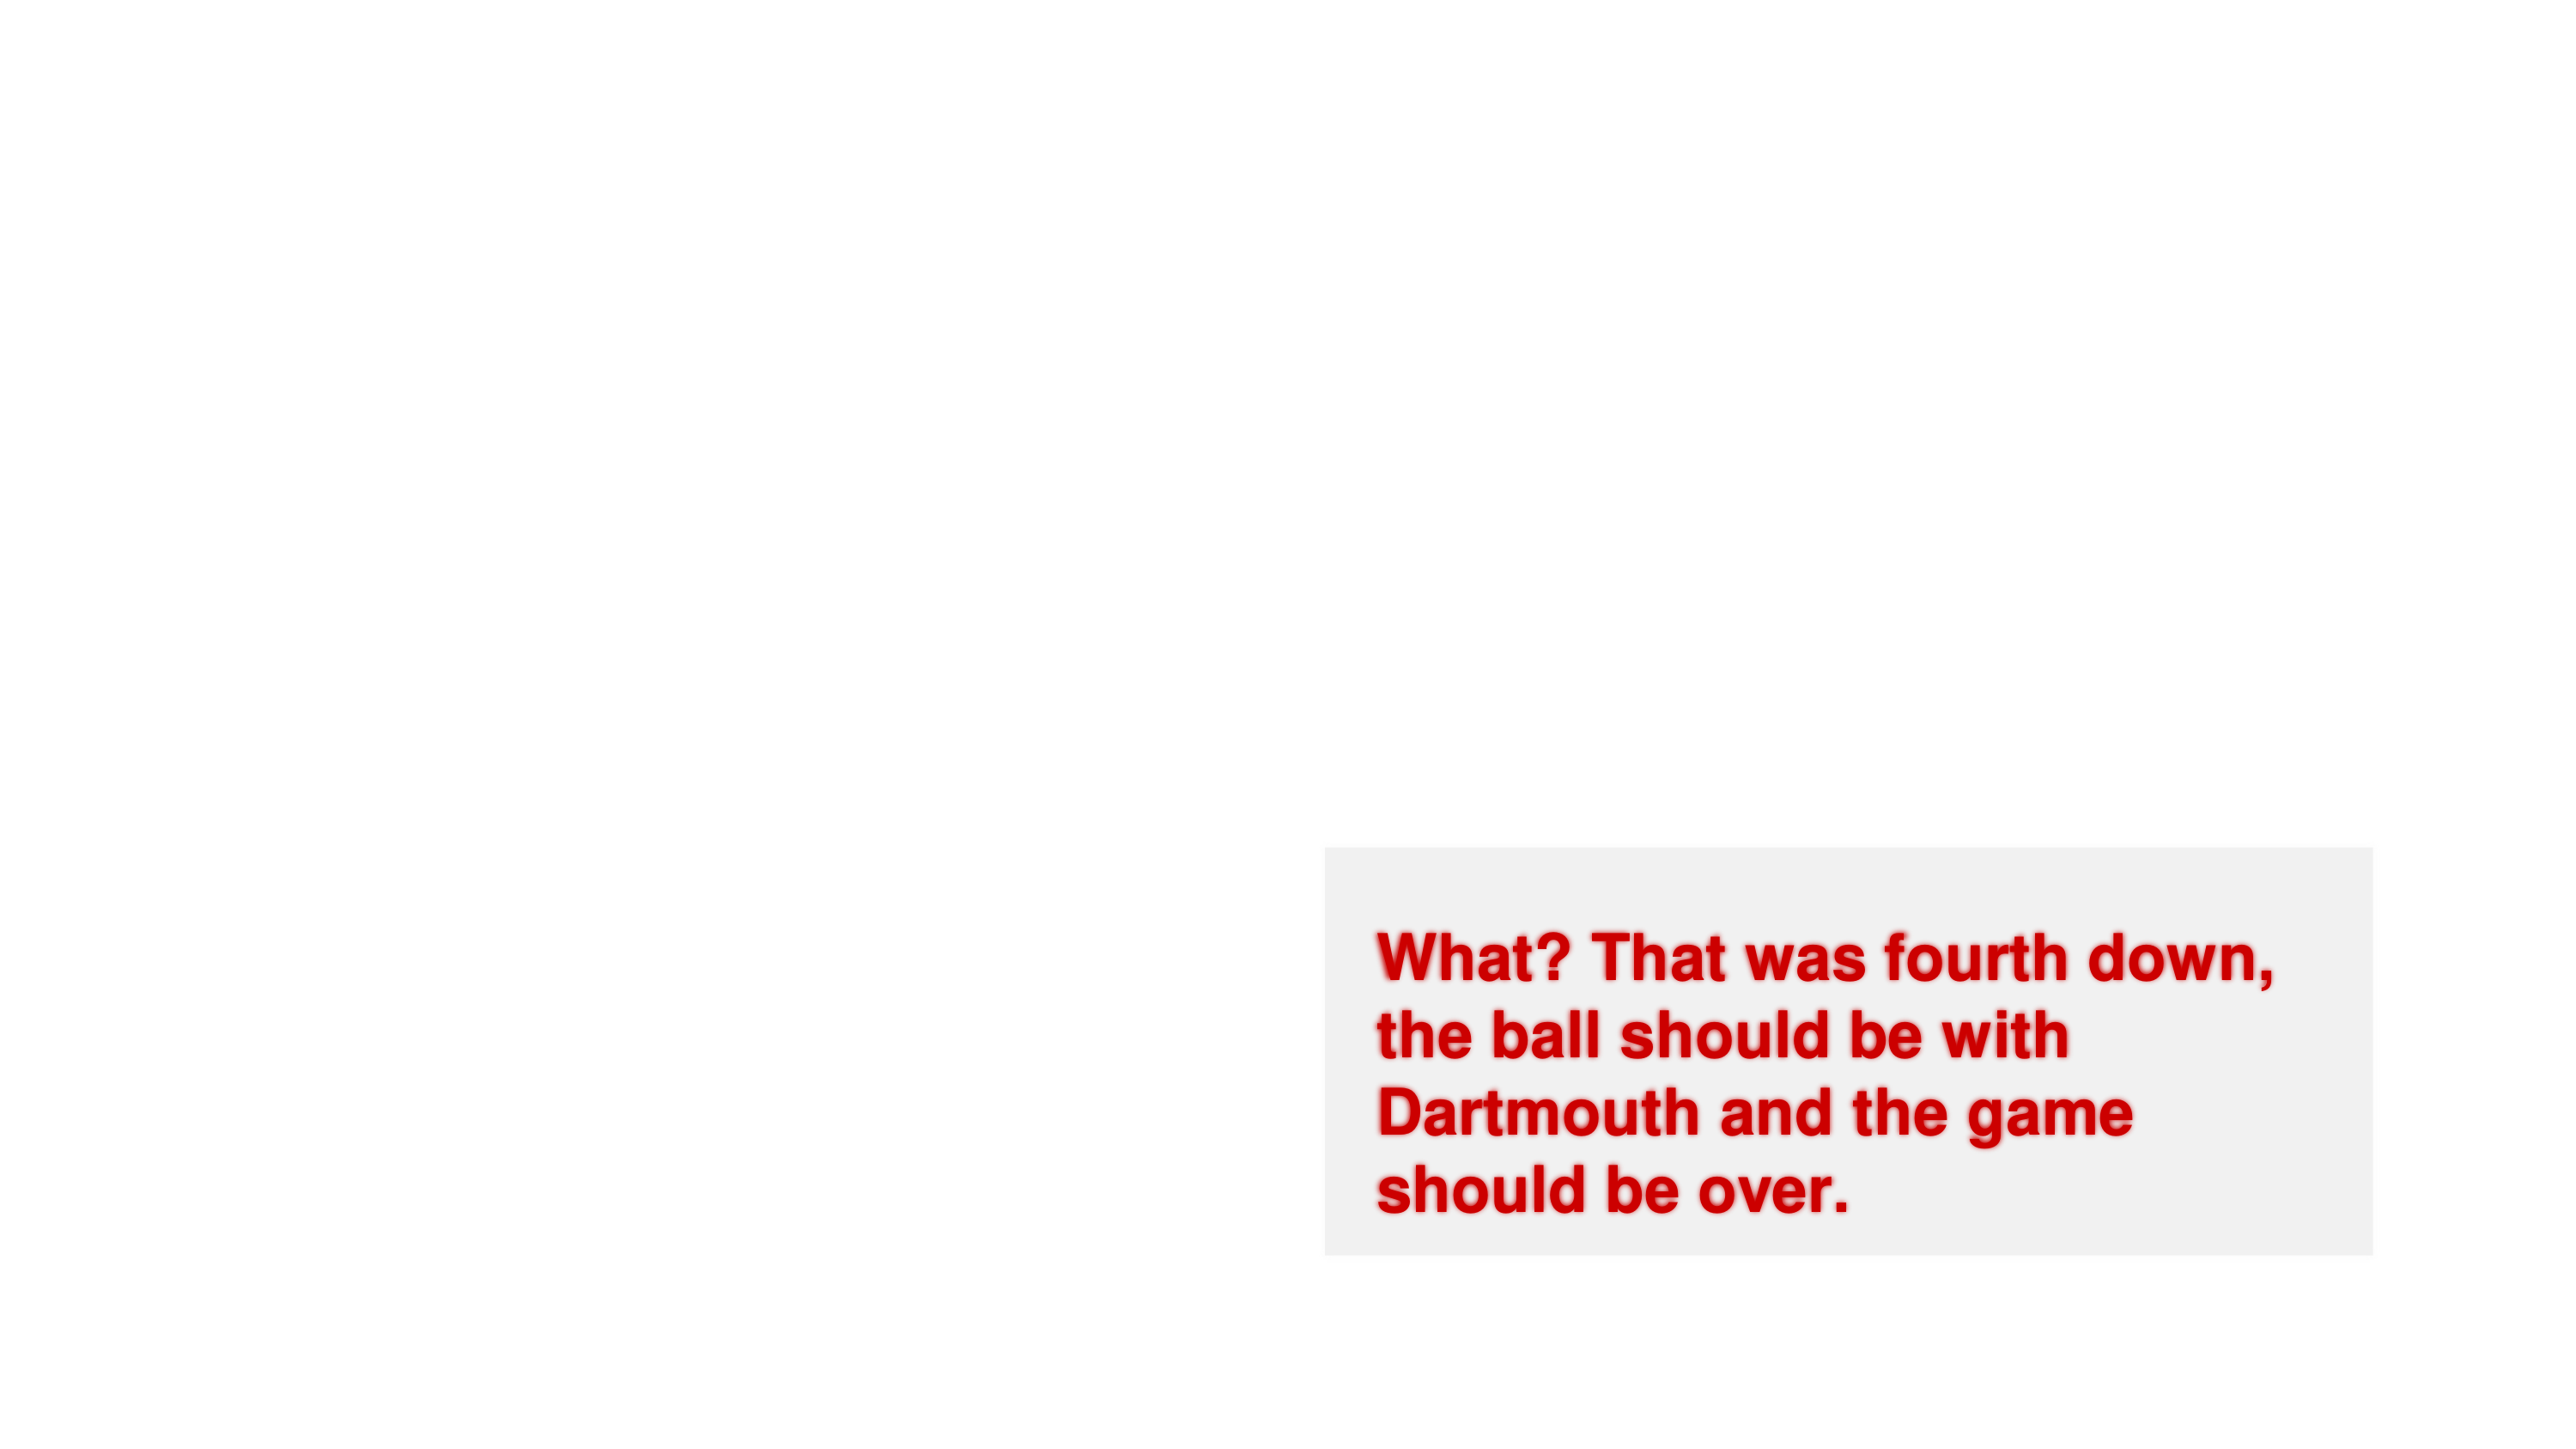 What? That was fourth down,
the ball should be with
Dartmouth and the game
should be over.